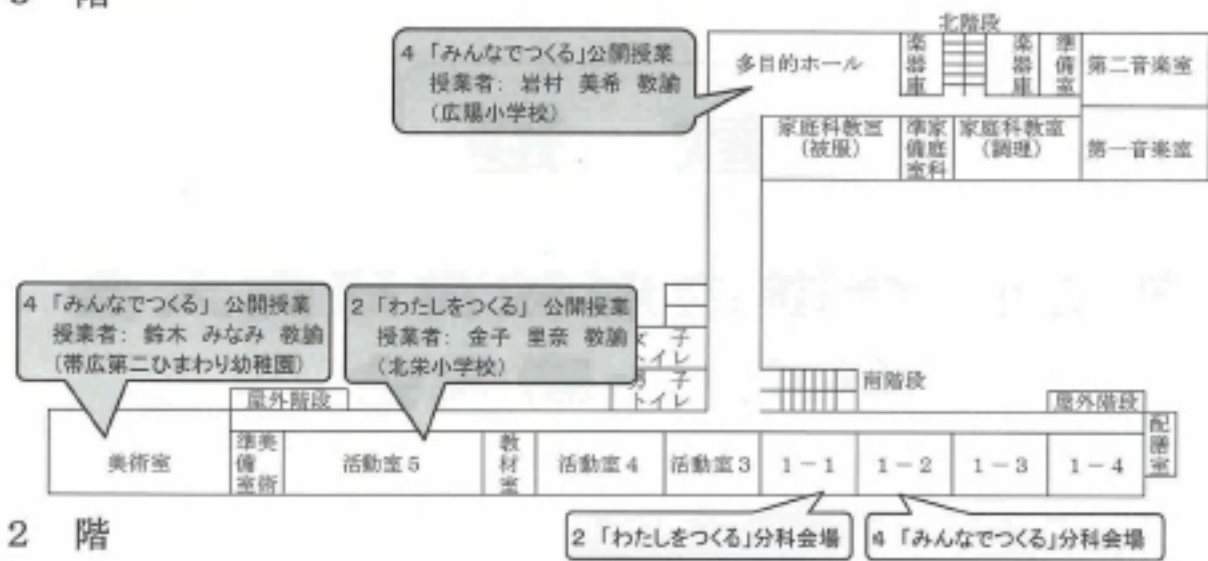 階
北階段
4 「みんなでつくる」公開授業
授業者: 岩村 美希 教諭
(広陽小学校)
多目的ホール
楽器庫
楽器庫
準備室
第二音楽室
家庭科教室
(被服)
家庭科準備室
家庭科教室
(調理)
第一音楽室
4 「みんなでつくる」 公開授業
授業者: 鈴木 みなみ 教諭
(帯広第二ひまわり幼稚園)
2 「わたしをつくる」 公開授業
授業者: 金子 里奈 教諭
(北栄小学校)
子
トイレ
男子
トイレ
南階段
屋外階段
屋外階段
配膳室
美術室
美術準備室
活動室5
教材室
活動室4
活動室3
1-1
1-2
1-3
1-4
2 階
2 「わたしをつくる」分科会場
4 「みんなでつくる」分科会場